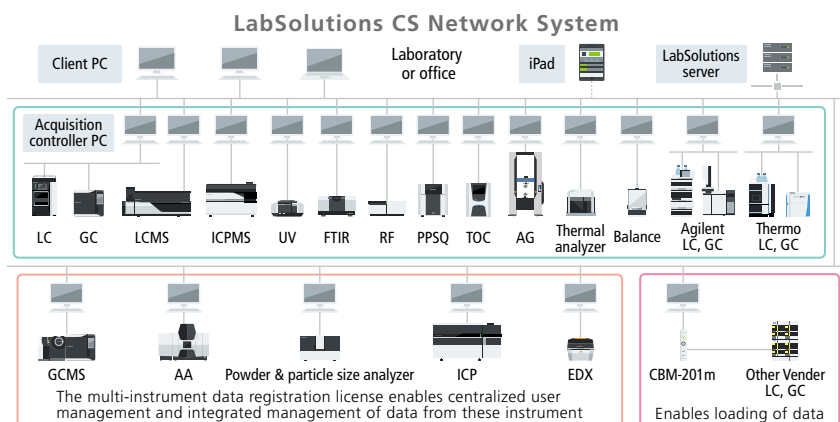 LabSolutions CS Network System
Client PC
Laboratory
or office
iPad
LabSolutions
server
Acquisition
controller PC
LC
GC
LCMS
ICPMS
UV
FTIR
RF
PPSQ
TOC
AG
Thermal
analyzer
Balance
Agilent
LC, GC
Thermo
LC, GC
GCMS
AA
Powder & particle size analyzer
ICP
EDX
CBM-201m
Other Vender
LC, GC
The multi-instrument data registration license enables centralized user
management and integrated management of data from these instrument
Enables loading of data